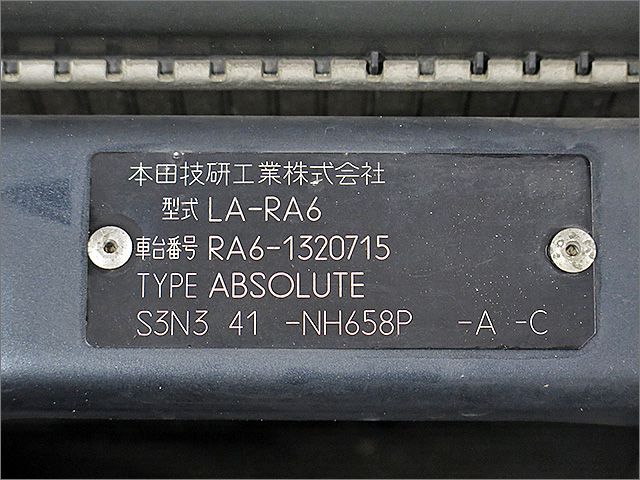 本田技研工業株式会社
型式 LA-RA6
車台番号 RA6-1320715
TYPE ABSOLUTE
S3N3 41 -NH658P -A -C